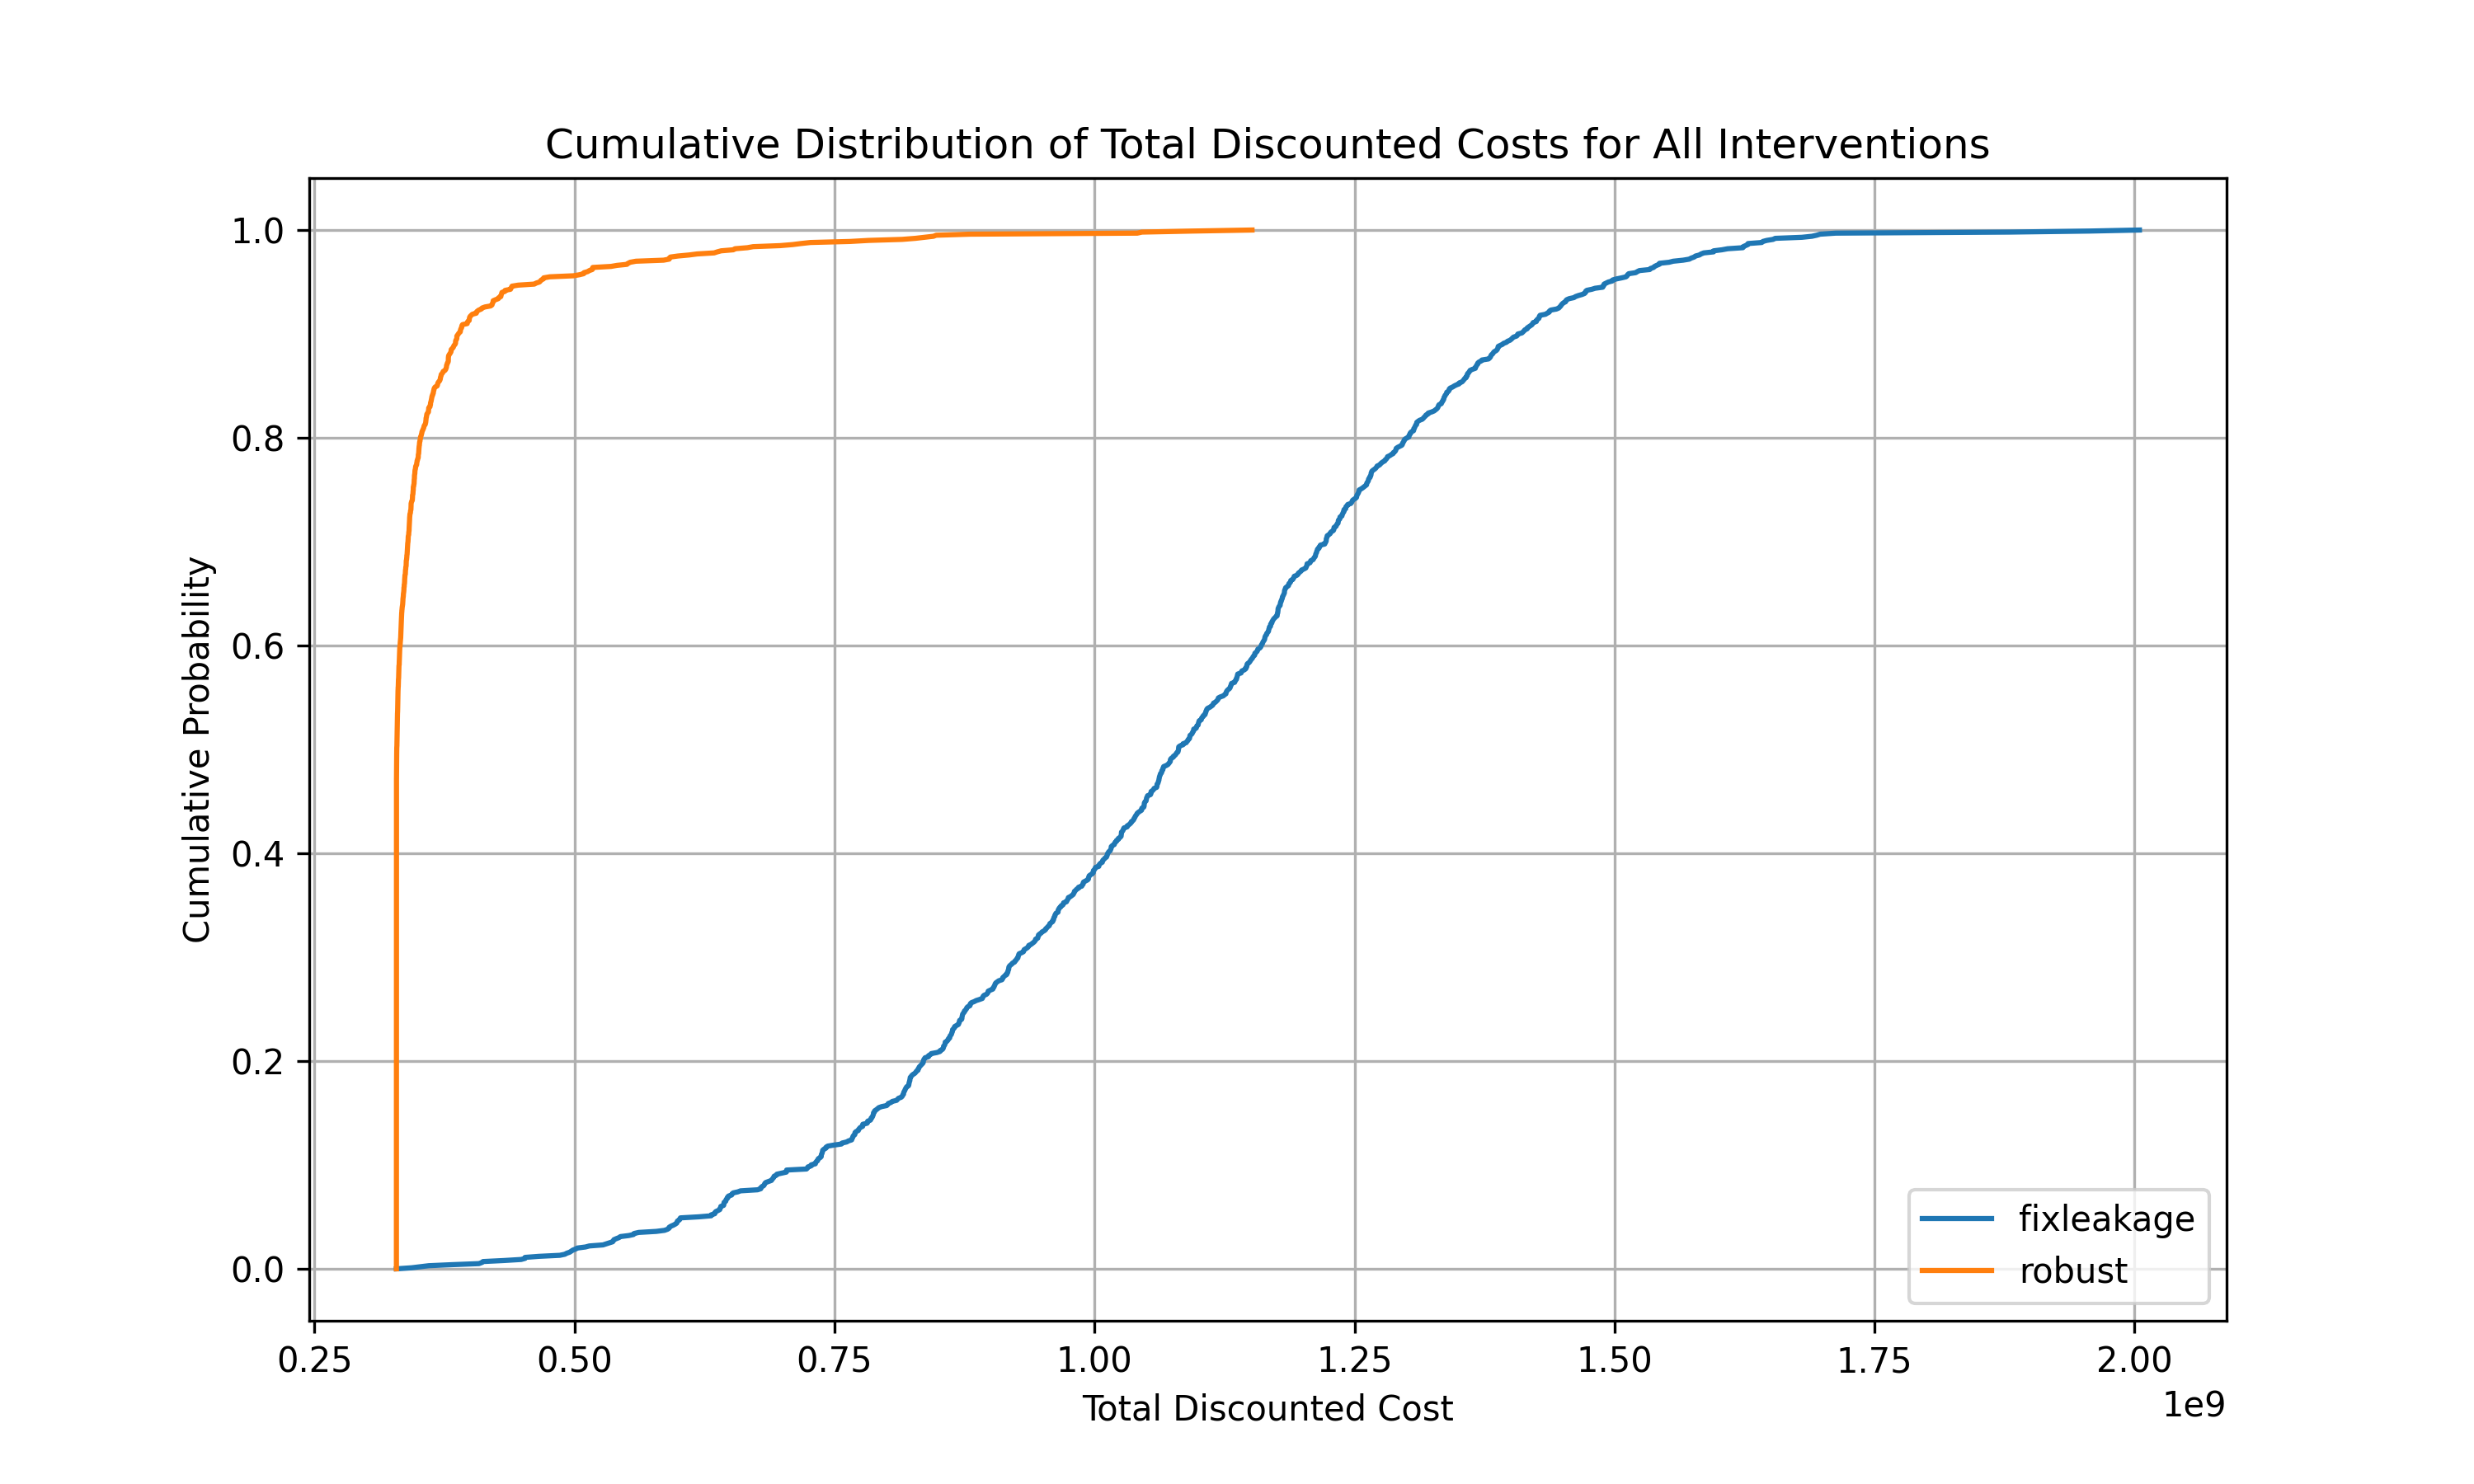 Cumulative Distribution of Total Discounted Costs for All Interventions
Cumulative Probability
1.0
0.8
0.6
0.4
0.2
0.0
0.25 0.50 0.75 1.00 1.25 1.50 1.75 2.00
1e9
Total Discounted Cost
fixleakage
robust